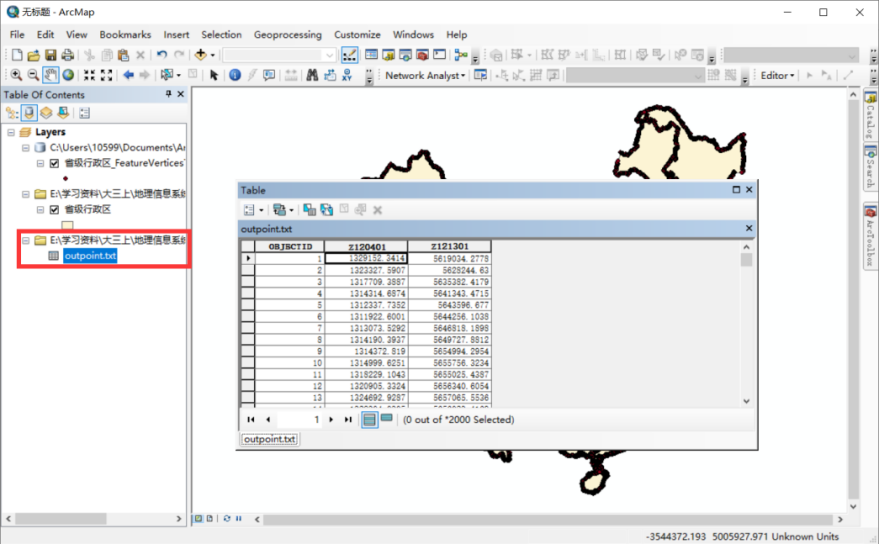 无标题 - ArcMap
File Edit View Bookmarks Insert Selection Geoprocessing Customize Windows Help
Network Analyst Editor
Table Of Contents
Layers
C:\Users\10599\Documents\Ar
省级行政区_FeatureVertices
E:\学习资料\大三上\地理信息系统
省级行政区
E:\学习资料\大三上\地理信息系统
outpoint.txt
Table
outpoint.txt
OBJECTID Z120401 Z121301
1 1329152.3414 5619034.2778
2 1323327.5907 5628244.63
3 1317709.3887 5635382.4179
4 1314314.6874 5641343.4715
5 1312337.7352 5643596.677
6 1311922.6001 5644256.1038
7 1313073.5292 5646818.1898
8 1314190.3937 5649727.8812
9 1314372.819 5654994.2954
10 1314999.6251 5655756.3234
11 1318229.1043 5655025.4387
12 1320905.3324 5656340.6054
13 1324692.9287 5657065.5536
1 (0 out of *2000 Selected)
outpoint.txt
Catalog
Search
ArcToolbox
-3544372.193 5005927.971 Unknown Units